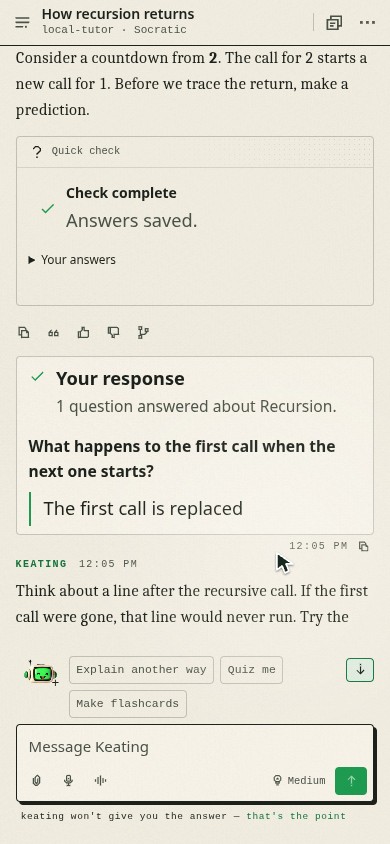 How recursion returns
local-tutor · Socratic
Consider a countdown from 2. The call for 2 starts a
new call for 1. Before we trace the return, make a
prediction.
? Quick check
Check complete
Answers saved.
Your answers
Your response
1 question answered about Recursion.
What happens to the first call when the
next one starts?
The first call is replaced
12:05 PM
KEATING 12:05 PM
Think about a line after the recursive call. If the first
call were gone, that line would never run. Try the
Explain another way
Quiz me
Make flashcards
Message Keating
Medium
keating won't give you the answer — that's the point